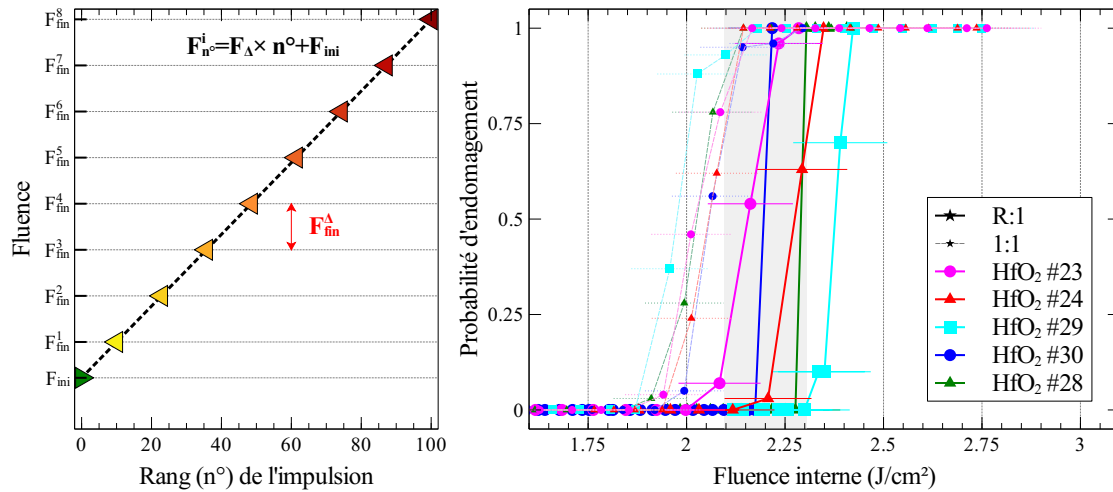 F⁸fin
F⁷fin
F⁶fin
F⁵fin
F⁴fin
F³fin
F²fin
F¹fin
Fini
Fluence
Fⁱn°=FΔ× n°+Fini
F^Δfin
0
20
40
60
80
100
Rang (n°) de l'impulsion
1
0.75
0.5
0.25
0
Probabilité d'endomagement
1.75
2
2.25
2.5
2.75
3
Fluence interne (J/cm²)
R:1
1:1
HfO₂ #23
HfO₂ #24
HfO₂ #29
HfO₂ #30
HfO₂ #28